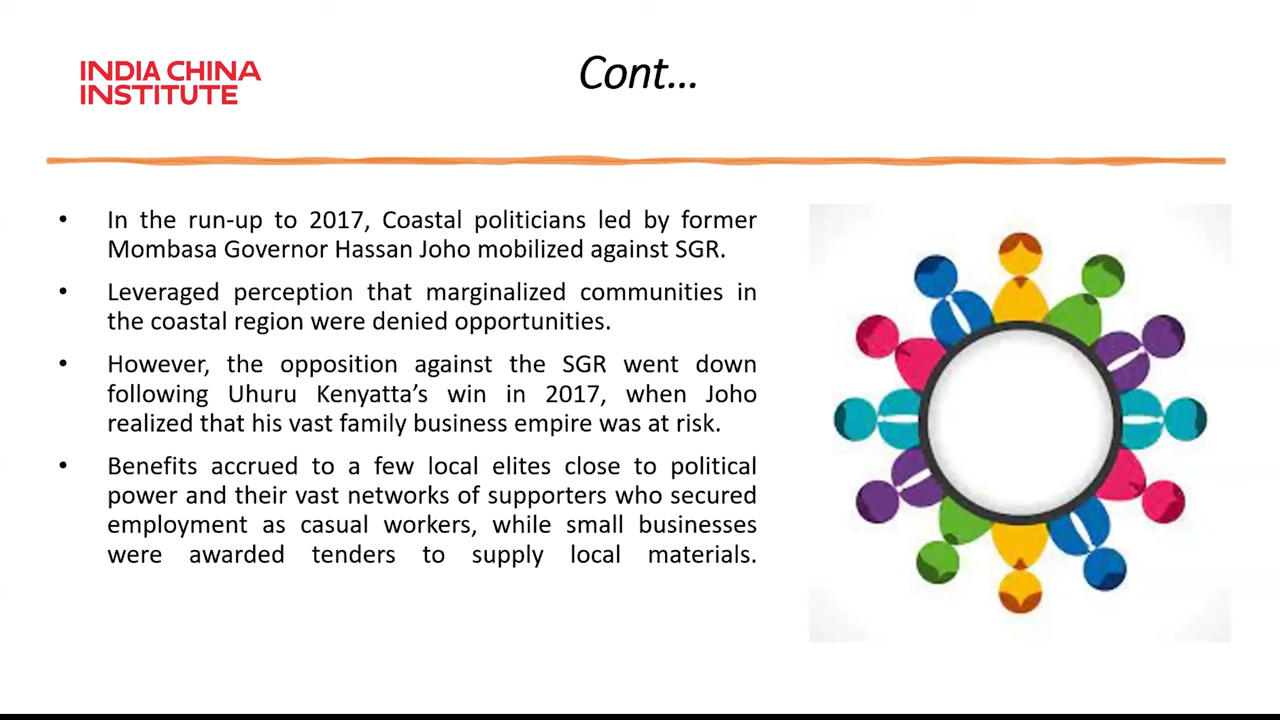 INDIA CHINA
INSTITUTE
Cont...
• In the run-up to 2017, Coastal politicians led by former
Mombasa Governor Hassan Joho mobilized against SGR.
• Leveraged perception that marginalized communities in
the coastal region were denied opportunities.
• However, the opposition against the SGR went down
following Uhuru Kenyatta’s win in 2017, when Joho
realized that his vast family business empire was at risk.
• Benefits accrued to a few local elites close to political
power and their vast networks of supporters who secured
employment as casual workers, while small businesses
were awarded tenders to supply local materials.